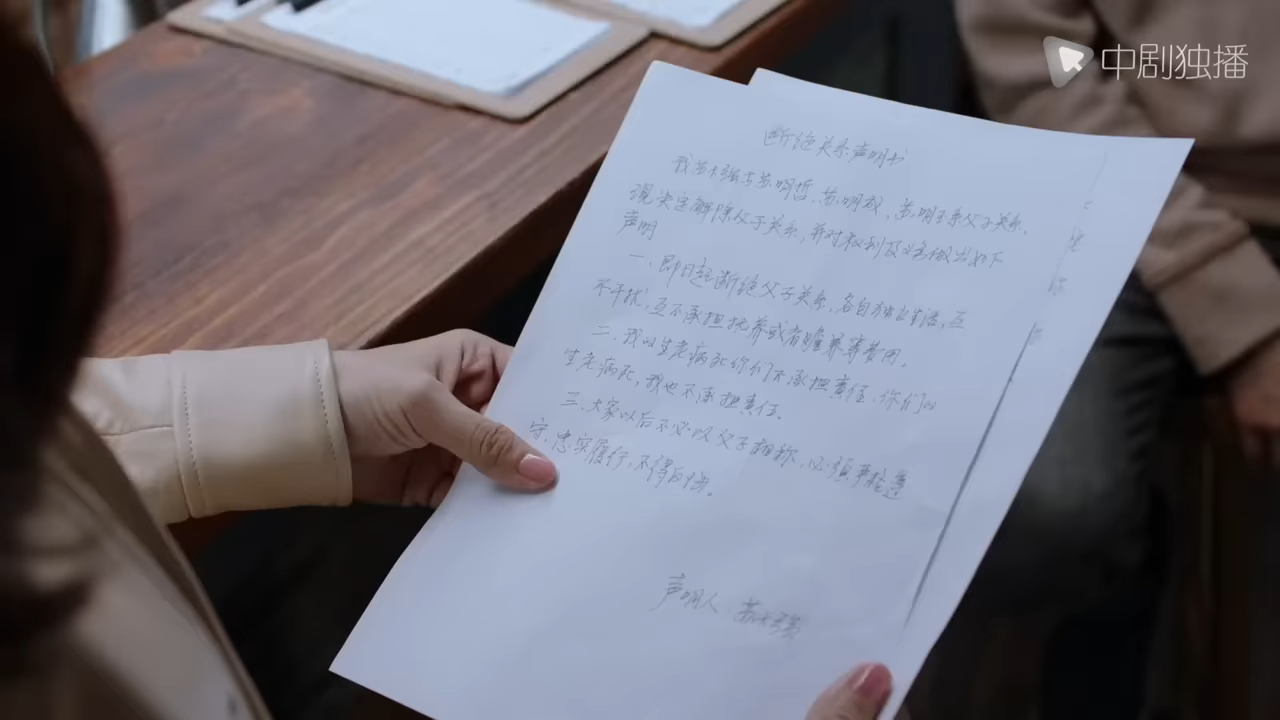 中剧独播
断绝关系声明书
我苏大强与苏明哲、苏明成、苏明玉系父子关系、
现决定解除父子关系，并对权利及义务做出如下
声明
一、即日起断绝父子关系，各自独立生活，互
不干扰，互不承担抚养或者赡养等费用。
二、我以生老病死你们不承担责任、你们以
生老病死，我也不承担责任。
三、大家以后不必以父子相称，必须严格遵
守、忠实履行，不得反悔。
声明人 苏大强